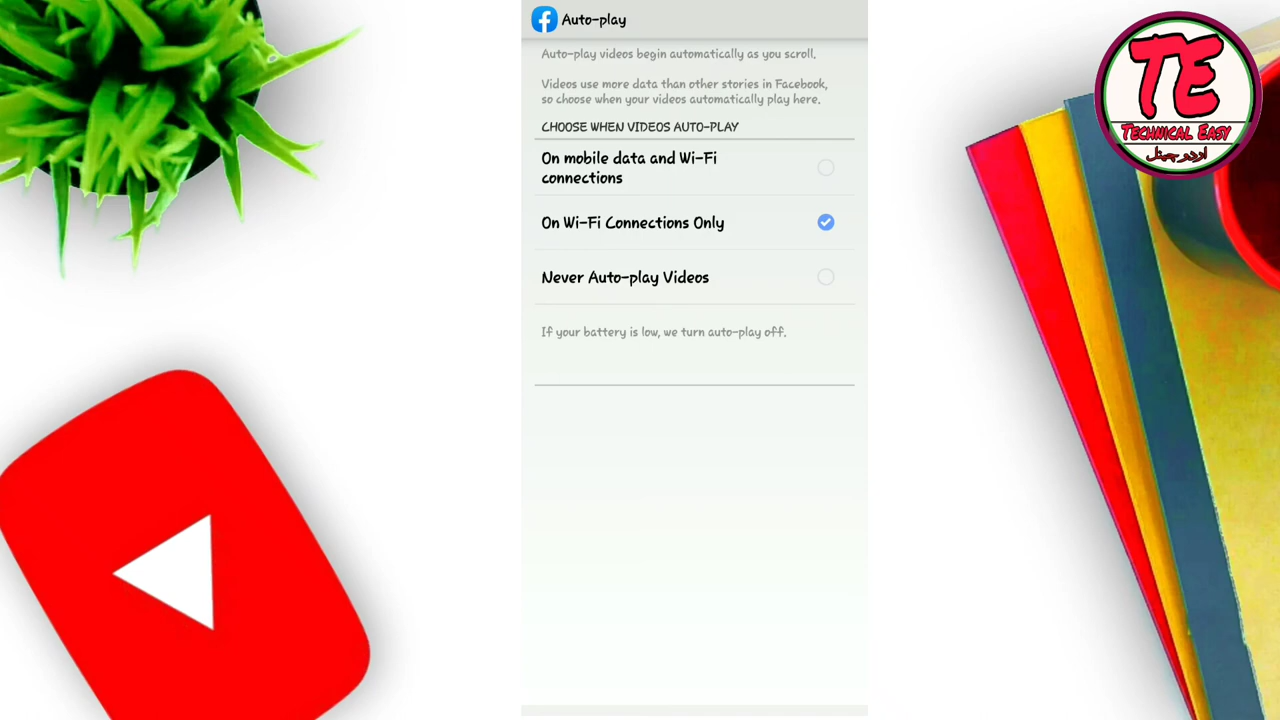 Auto-play
Auto-play videos begin automatically as you scroll.
Videos use more data than other stories in Facebook,
so choose when your videos automatically play here.
CHOOSE WHEN VIDEOS AUTO-PLAY
On mobile data and Wi-Fi
connections
On Wi-Fi Connections Only
Never Auto-play Videos
If your battery is low, we turn auto-play off.
TE
TECHNICAL EASY
اردو چینل